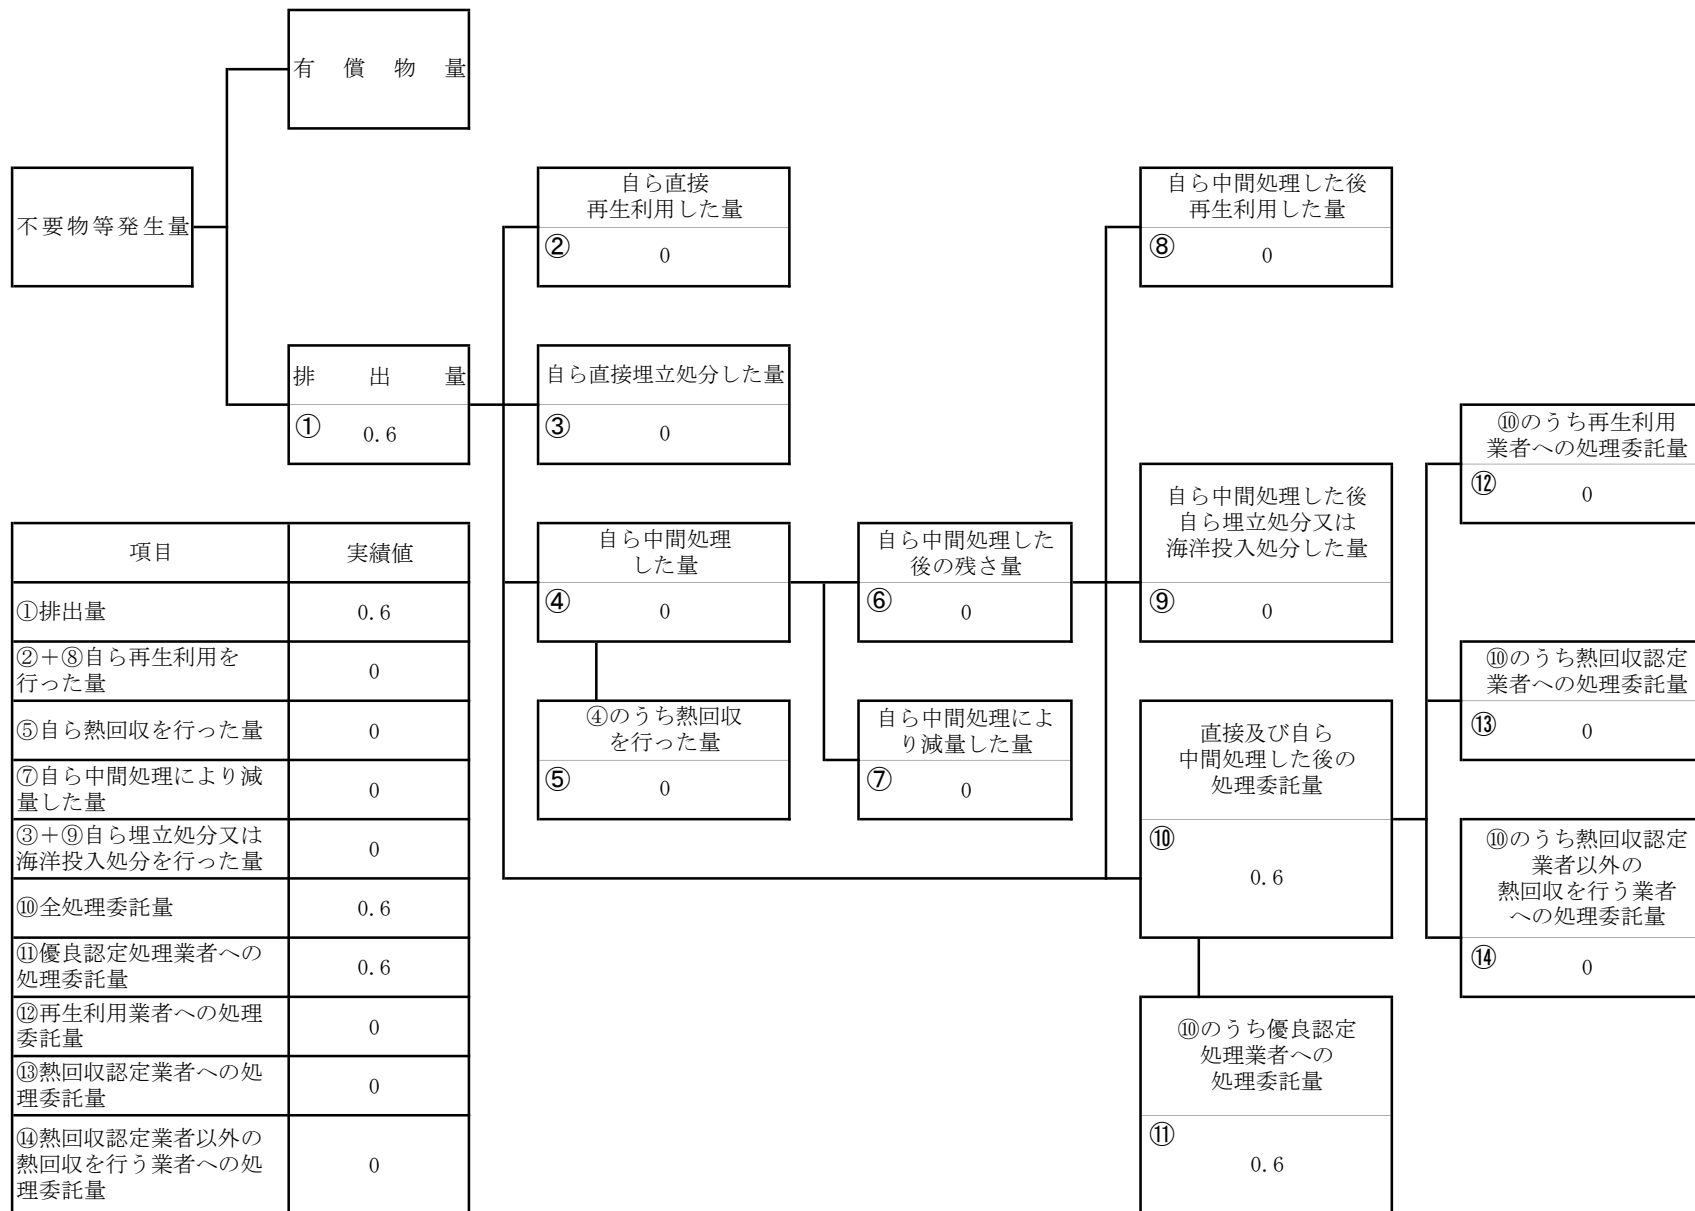 有償物量
不要物等発生量
排出量
① 0.6
自ら直接
再生利用した量
② 0
自ら直接埋立処分した量
③ 0
自ら中間処理
した量
④ 0
④のうち熱回収
を行った量
⑤ 0
自ら中間処理した
後の残さ量
⑥ 0
自ら中間処理によ
り減量した量
⑦ 0
自ら中間処理した後
再生利用した量
⑧ 0
自ら中間処理した後
自ら埋立処分又は
海洋投入処分した量
⑨ 0
直接及び自ら
中間処理した後の
処理委託量
⑩
0.6
⑩のうち優良認定
処理業者への
処理委託量
⑪
0.6
⑩のうち再生利用
業者への処理委託量
⑫ 0
⑩のうち熱回収認定
業者への処理委託量
⑬ 0
⑩のうち熱回収認定
業者以外の
熱回収を行う業者
への処理委託量
⑭ 0
項目 実績値
①排出量 0.6
②＋⑧自ら再生利用を
行った量 0
⑤自ら熱回収を行った量 0
⑦自ら中間処理により減
量した量 0
③＋⑨自ら埋立処分又は
海洋投入処分を行った量 0
⑩全処理委託量 0.6
⑪優良認定処理業者への
処理委託量 0.6
⑫再生利用業者への処理
委託量 0
⑬熱回収認定業者への処
理委託量 0
⑭熱回収認定業者以外の
熱回収を行う業者への処
理委託量 0